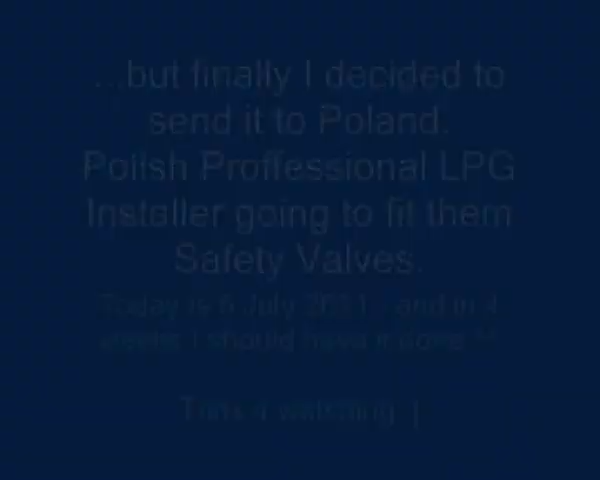 ...but finally I decided to
send it to Poland.
Polish Proffessional LPG
Installer going to fit them
Safety Valves.
Today is 6 July 2011 and in 4
weeks I should have it done
4 watching